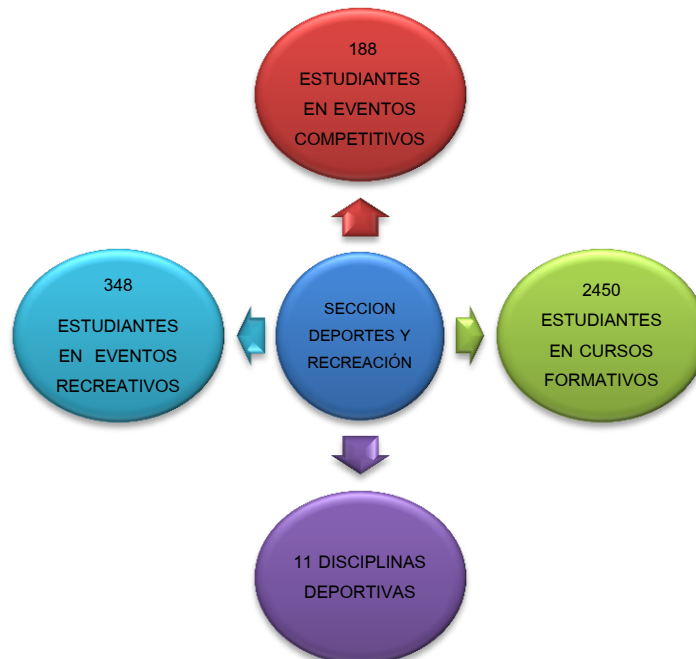 188
ESTUDIANTES
EN EVENTOS
COMPETITIVOS
348
ESTUDIANTES
EN EVENTOS
RECREATIVOS
SECCION
DEPORTES Y
RECREACIÓN
2450
ESTUDIANTES
EN CURSOS
FORMATIVOS
11 DISCIPLINAS
DEPORTIVAS